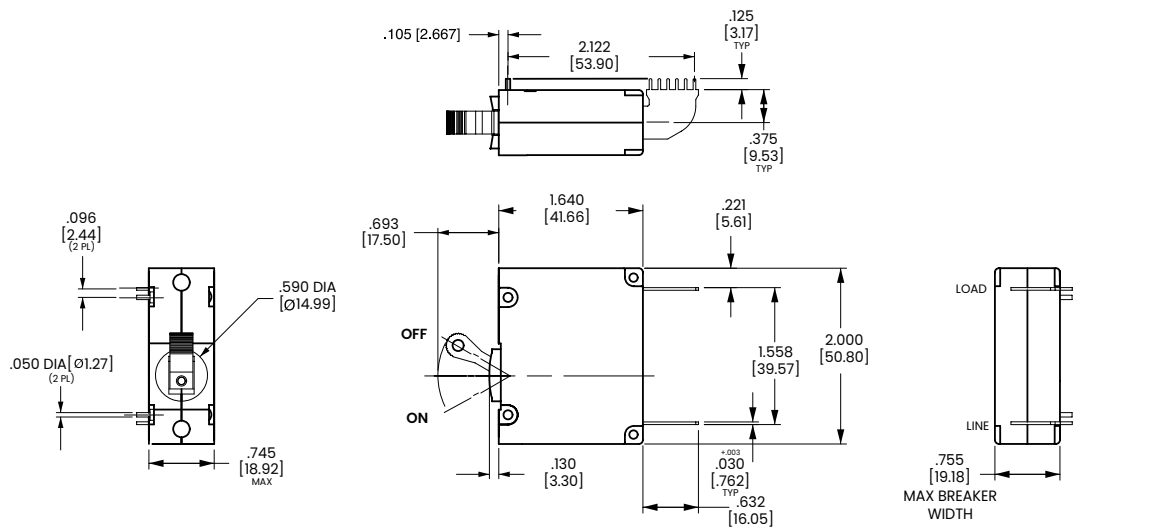 .105 [2.667]
2.122
[53.90]
.125
[3.17]
TYP
.375
[9.53]
TYP
.096
[2.44]
(2 PL)
.590 DIA
[Ø14.99]
.050 DIA[Ø1.27]
(2 PL)
.745
[18.92]
MAX
1.640
[41.66]
.693
[17.50]
OFF
ON
.130
[3.30]
.221
[5.61]
1.558
[39.57]
2.000
[50.80]
+.003
.030
[.762]
TYP
.632
[16.05]
LOAD
LINE
.755
[19.18]
MAX BREAKER
WIDTH